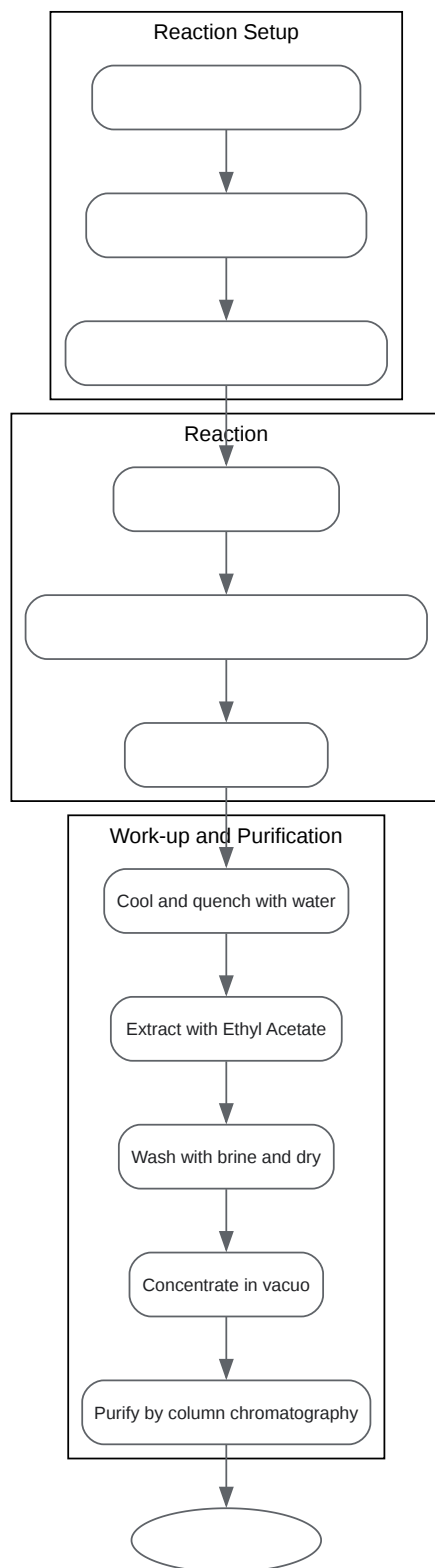 Reaction Setup
Reaction
Work-up and Purification
Cool and quench with water
Extract with Ethyl Acetate
Wash with brine and dry
Concentrate in vacuo
Purify by column chromatography